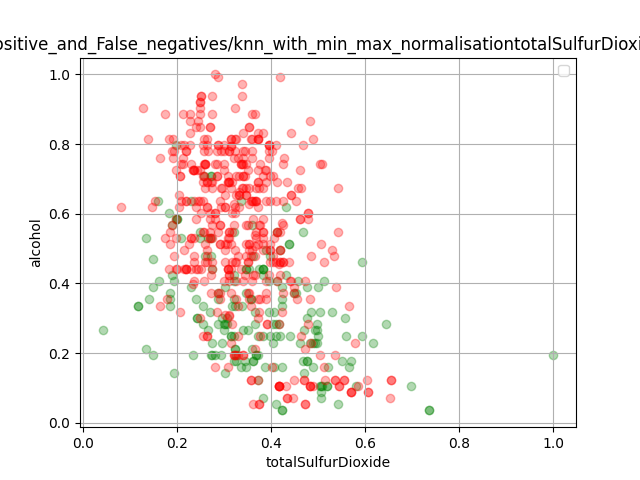 ositive_and_False_negatives/knn_with_min_max_normalisationtotalSulfurDioxi
1.0
0.8
0.6
0.4
0.2
0.0
alcohol
0.0 0.2 0.4 0.6 0.8 1.0
totalSulfurDioxide